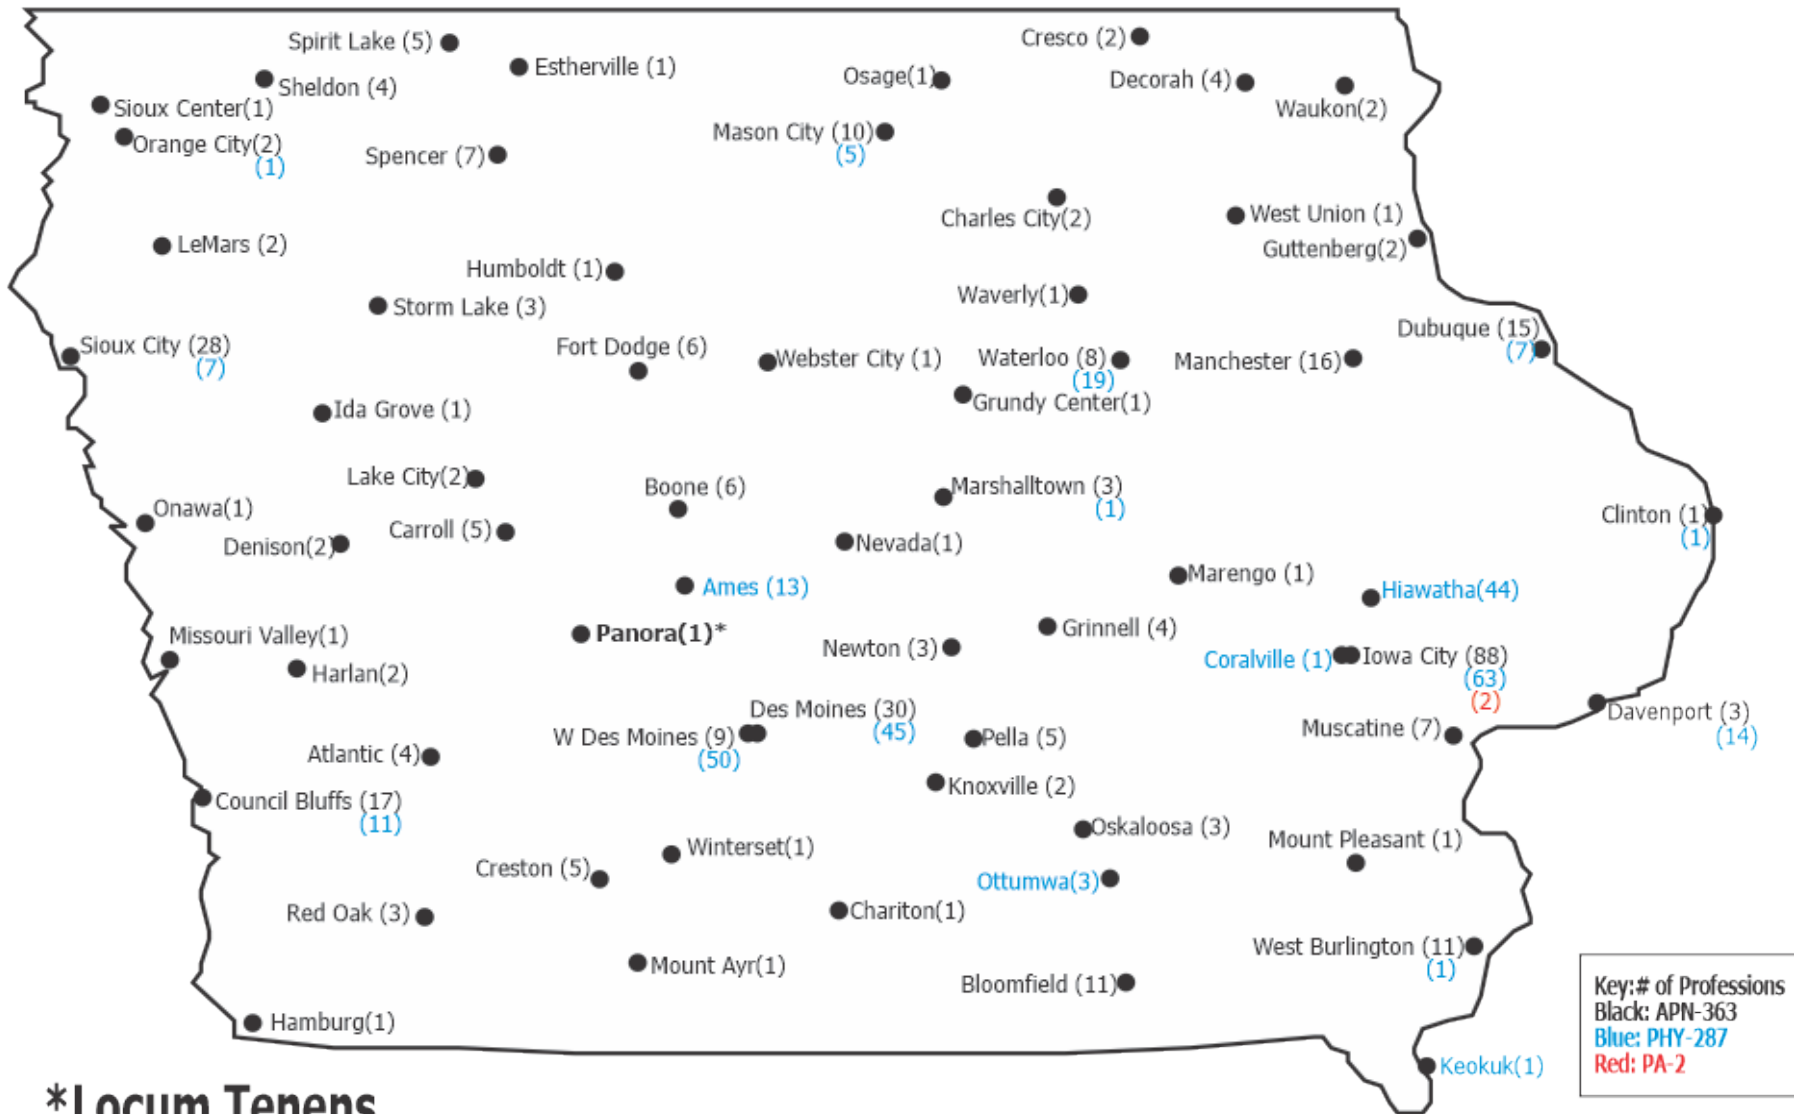 Spirit Lake (5)
Cresco (2)
Estherville (1)
Osage(1)
Decorah (4)
Sheldon (4)
Waukon(2)
Sioux Center(1)
Mason City (10)
(5)
Orange City(2)
(1)
Spencer (7)
Charles City(2)
West Union (1)
LeMars (2)
Guttenberg(2)
Humboldt (1)
Waverly(1)
Storm Lake (3)
Dubuque (15)
(7)
Sioux City (28)
(7)
Fort Dodge (6)
Webster City (1)
Waterloo (8)
(19)
Manchester (16)
Grundy Center(1)
Ida Grove (1)
Lake City(2)
Boone (6)
Marshalltown (3)
(1)
Onawa(1)
Clinton (1)
(1)
Carroll (5)
Denison(2)
Nevada(1)
Marengo (1)
Ames (13)
Hiawatha(44)
Missouri Valley(1)
Panora(1)*
Grinnell (4)
Newton (3)
Coralville (1)
Iowa City (88)
(63)
(2)
Harlan(2)
Des Moines (30)
(45)
Davenport (3)
(14)
W Des Moines (9)
(50)
Pella (5)
Muscatine (7)
Atlantic (4)
Knoxville (2)
Council Bluffs (17)
(11)
Oskaloosa (3)
Mount Pleasant (1)
Winterset(1)
Creston (5)
Ottumwa(3)
Red Oak (3)
Chariton(1)
West Burlington (11)
(1)
Mount Ayr(1)
Bloomfield (11)
Hamburg(1)
Keokuk(1)
Key:# of Professions
Black: APN-363
Blue: PHY-287
Red: PA-2
*Locum Tenens